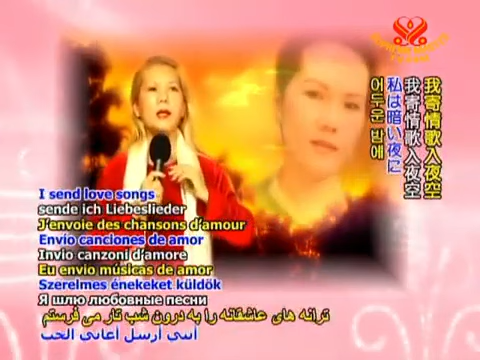 我寄情歌入夜空
我寄情歌入夜空
私は暗い夜に
어두운 밤에
I send love songs
sende ich Liebeslieder
J'envoie des chansons d'amour
Envío canciones de amor
Invio canzoni d'amore
Eu envio músicas de amor
Szerelmes énekeket küldök
Я шлю любовные песни
ترانه های عاشقانه را به درون شب تار می فرستم
أنني أرسل أغاني الحب